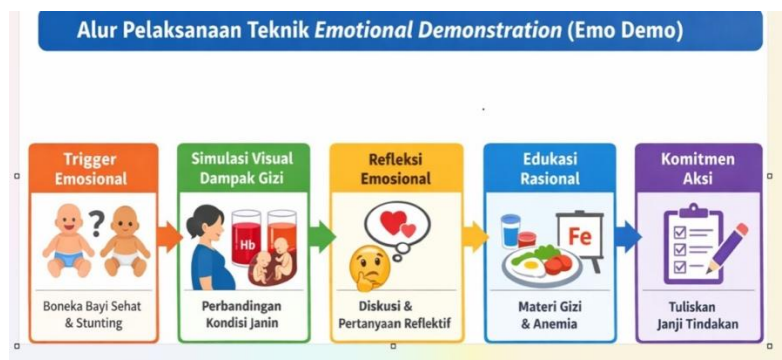 Alur Pelaksanaan Teknik Emotional Demonstration (Emo Demo)
Trigger
Emosional
Boneka Bayi Sehat
& Stunting
Simulasi Visual
Dampak Gizi
Hb
Perbandingan
Kondisi Janin
Refleksi
Emosional
Diskusi &
Pertanyaan Reflektif
Edukasi
Rasional
Fe
Materi Gizi
& Anemia
Komitmen
Aksi
Tuliskan
Janji Tindakan